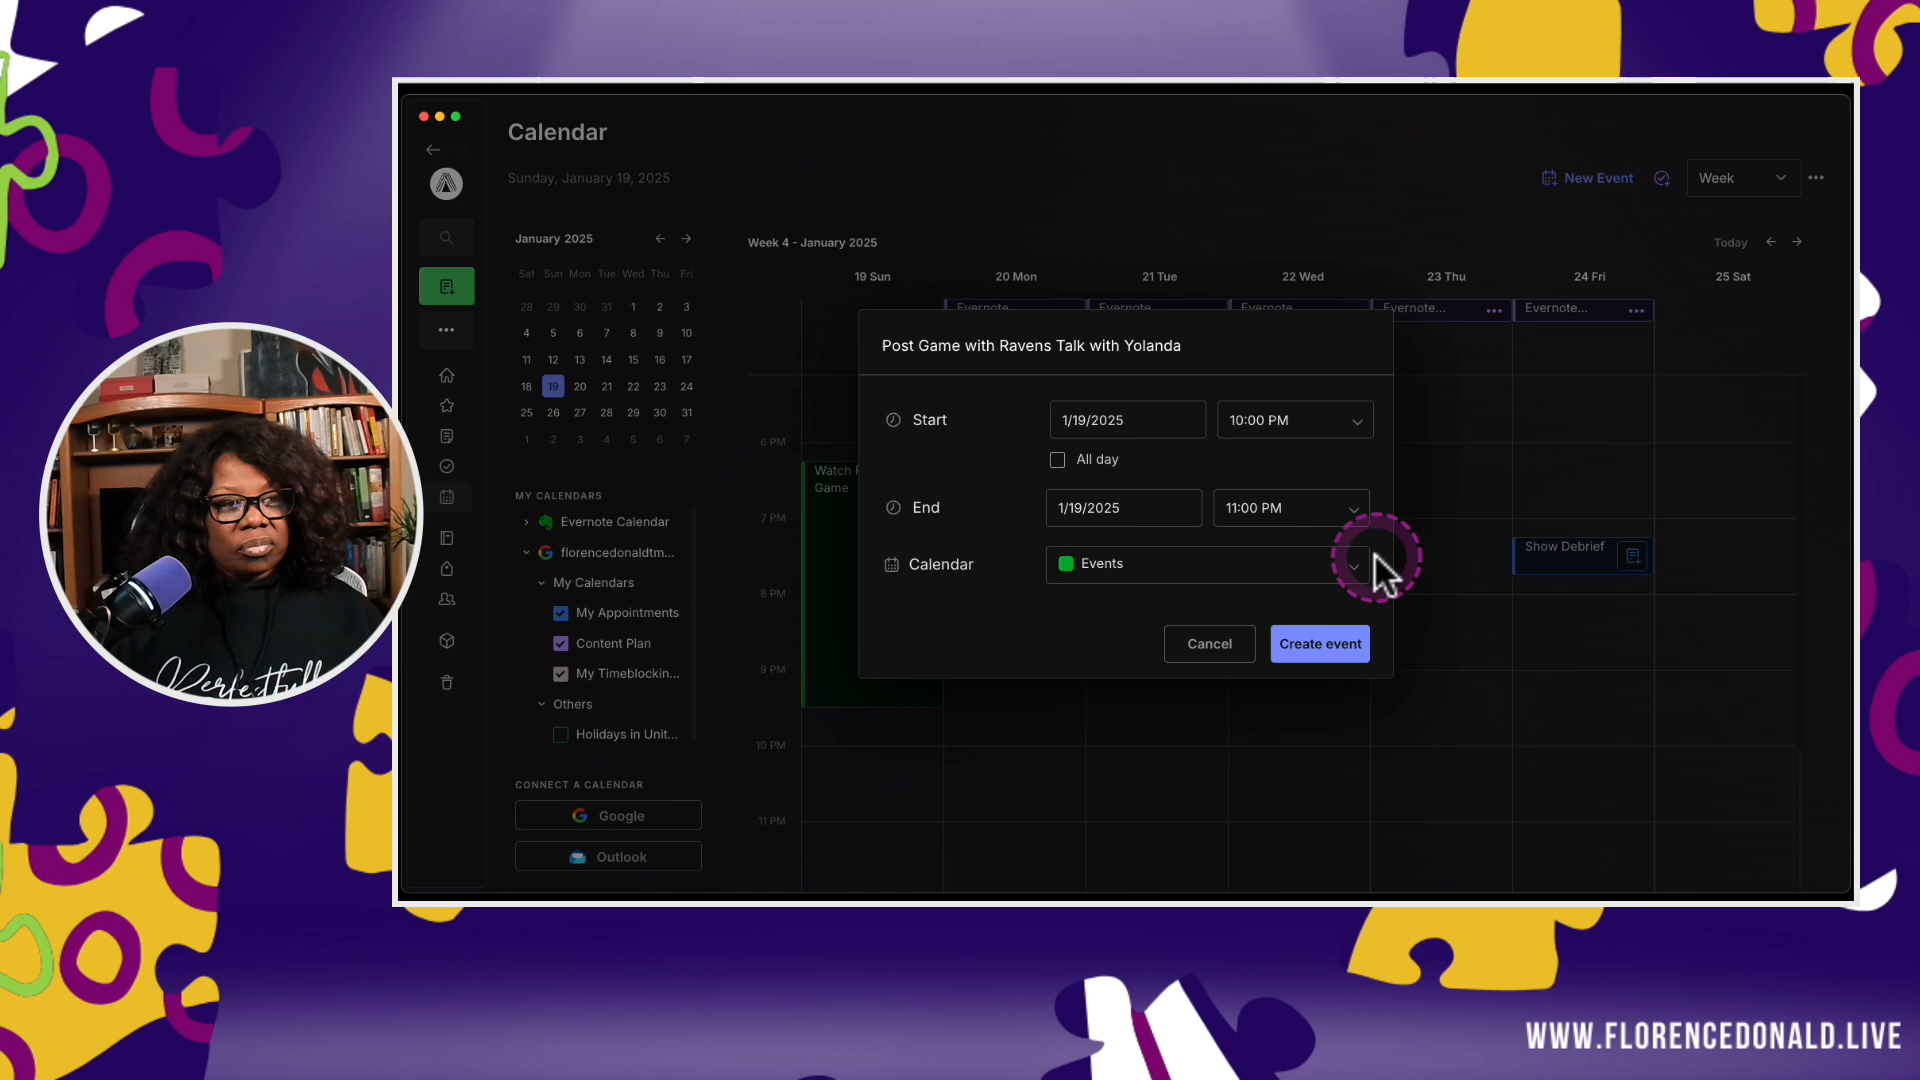 Calendar
Sunday, January 19, 2025
New Event
Week
January 2025
Sat Sun Mon Tue Wed Thu Fri
28 29 30 31 1 2 3
4 5 6 7 8 9 10
11 12 13 14 15 16 17
18 19 20 21 22 23 24
25 26 27 28 29 30 31
1 2 3 4 5 6 7
MY CALENDARS
Evernote Calendar
florencedonaldtm...
My Calendars
My Appointments
Content Plan
My Timeblockin...
Others
Holidays in Unit...
CONNECT A CALENDAR
Google
Outlook
Week 4 - January 2025
Today
19 Sun 20 Mon 21 Tue 22 Wed 23 Thu 24 Fri 25 Sat
Evernote Evernote Evernote Evernote... Evernote...
6 PM
7 PM
8 PM
9 PM
10 PM
11 PM
Watch
Game
Show Debrief
Post Game with Ravens Talk with Yolanda
Start 1/19/2025 10:00 PM
All day
End 1/19/2025 11:00 PM
Calendar Events
Cancel Create event
Perfectfully
WWW.FLORENCEDONALD.LIVE